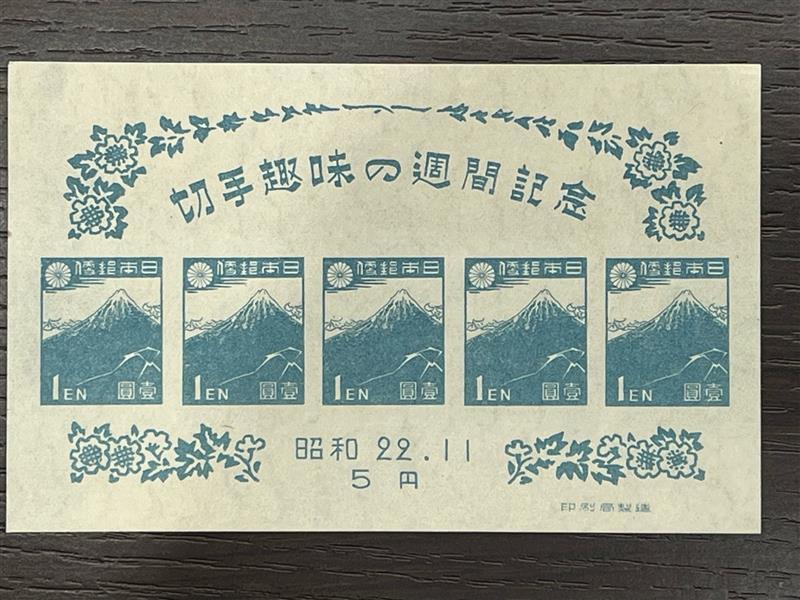 切手趣味の週間記念
便郵本日
1EN 圓壹
便郵本日
1EN 圓壹
便郵本日
1EN 圓壹
便郵本日
1EN 圓壹
便郵本日
1EN 圓壹
昭和 22.11
5 円
印刷局製造